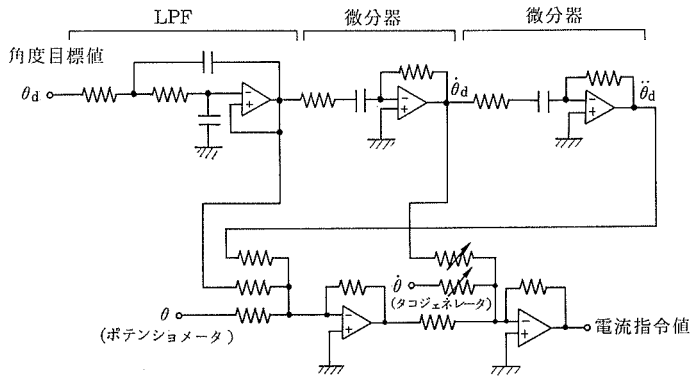 LPF
微分器
微分器
角度目標値
θd
θ̇d
θ̈d
θ̇
(タコジェネレータ)
θ
(ポテンショメータ)
電流指令値